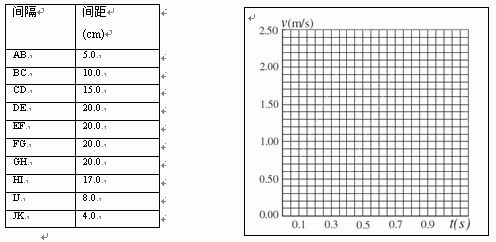 间隔 间距
(cm)
AB 5.0
BC 10.0
CD 15.0
DE 20.0
EF 20.0
FG 20.0
GH 20.0
HI 17.0
IJ 8.0
JK 4.0
v(m/s)
2.50
2.00
1.50
1.00
0.50
0.00
0.1 0.3 0.5 0.7 0.9 t(s)